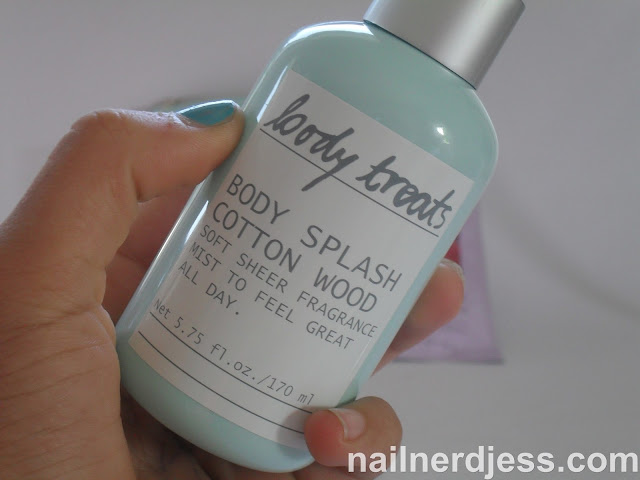 body treats
BODY SPLASH
COTTON WOOD
SOFT SHEER FRAGRANCE
MIST TO FEEL GREAT
ALL DAY.
Net 5.75 fl.oz./170 ml
nailnerdjess.com